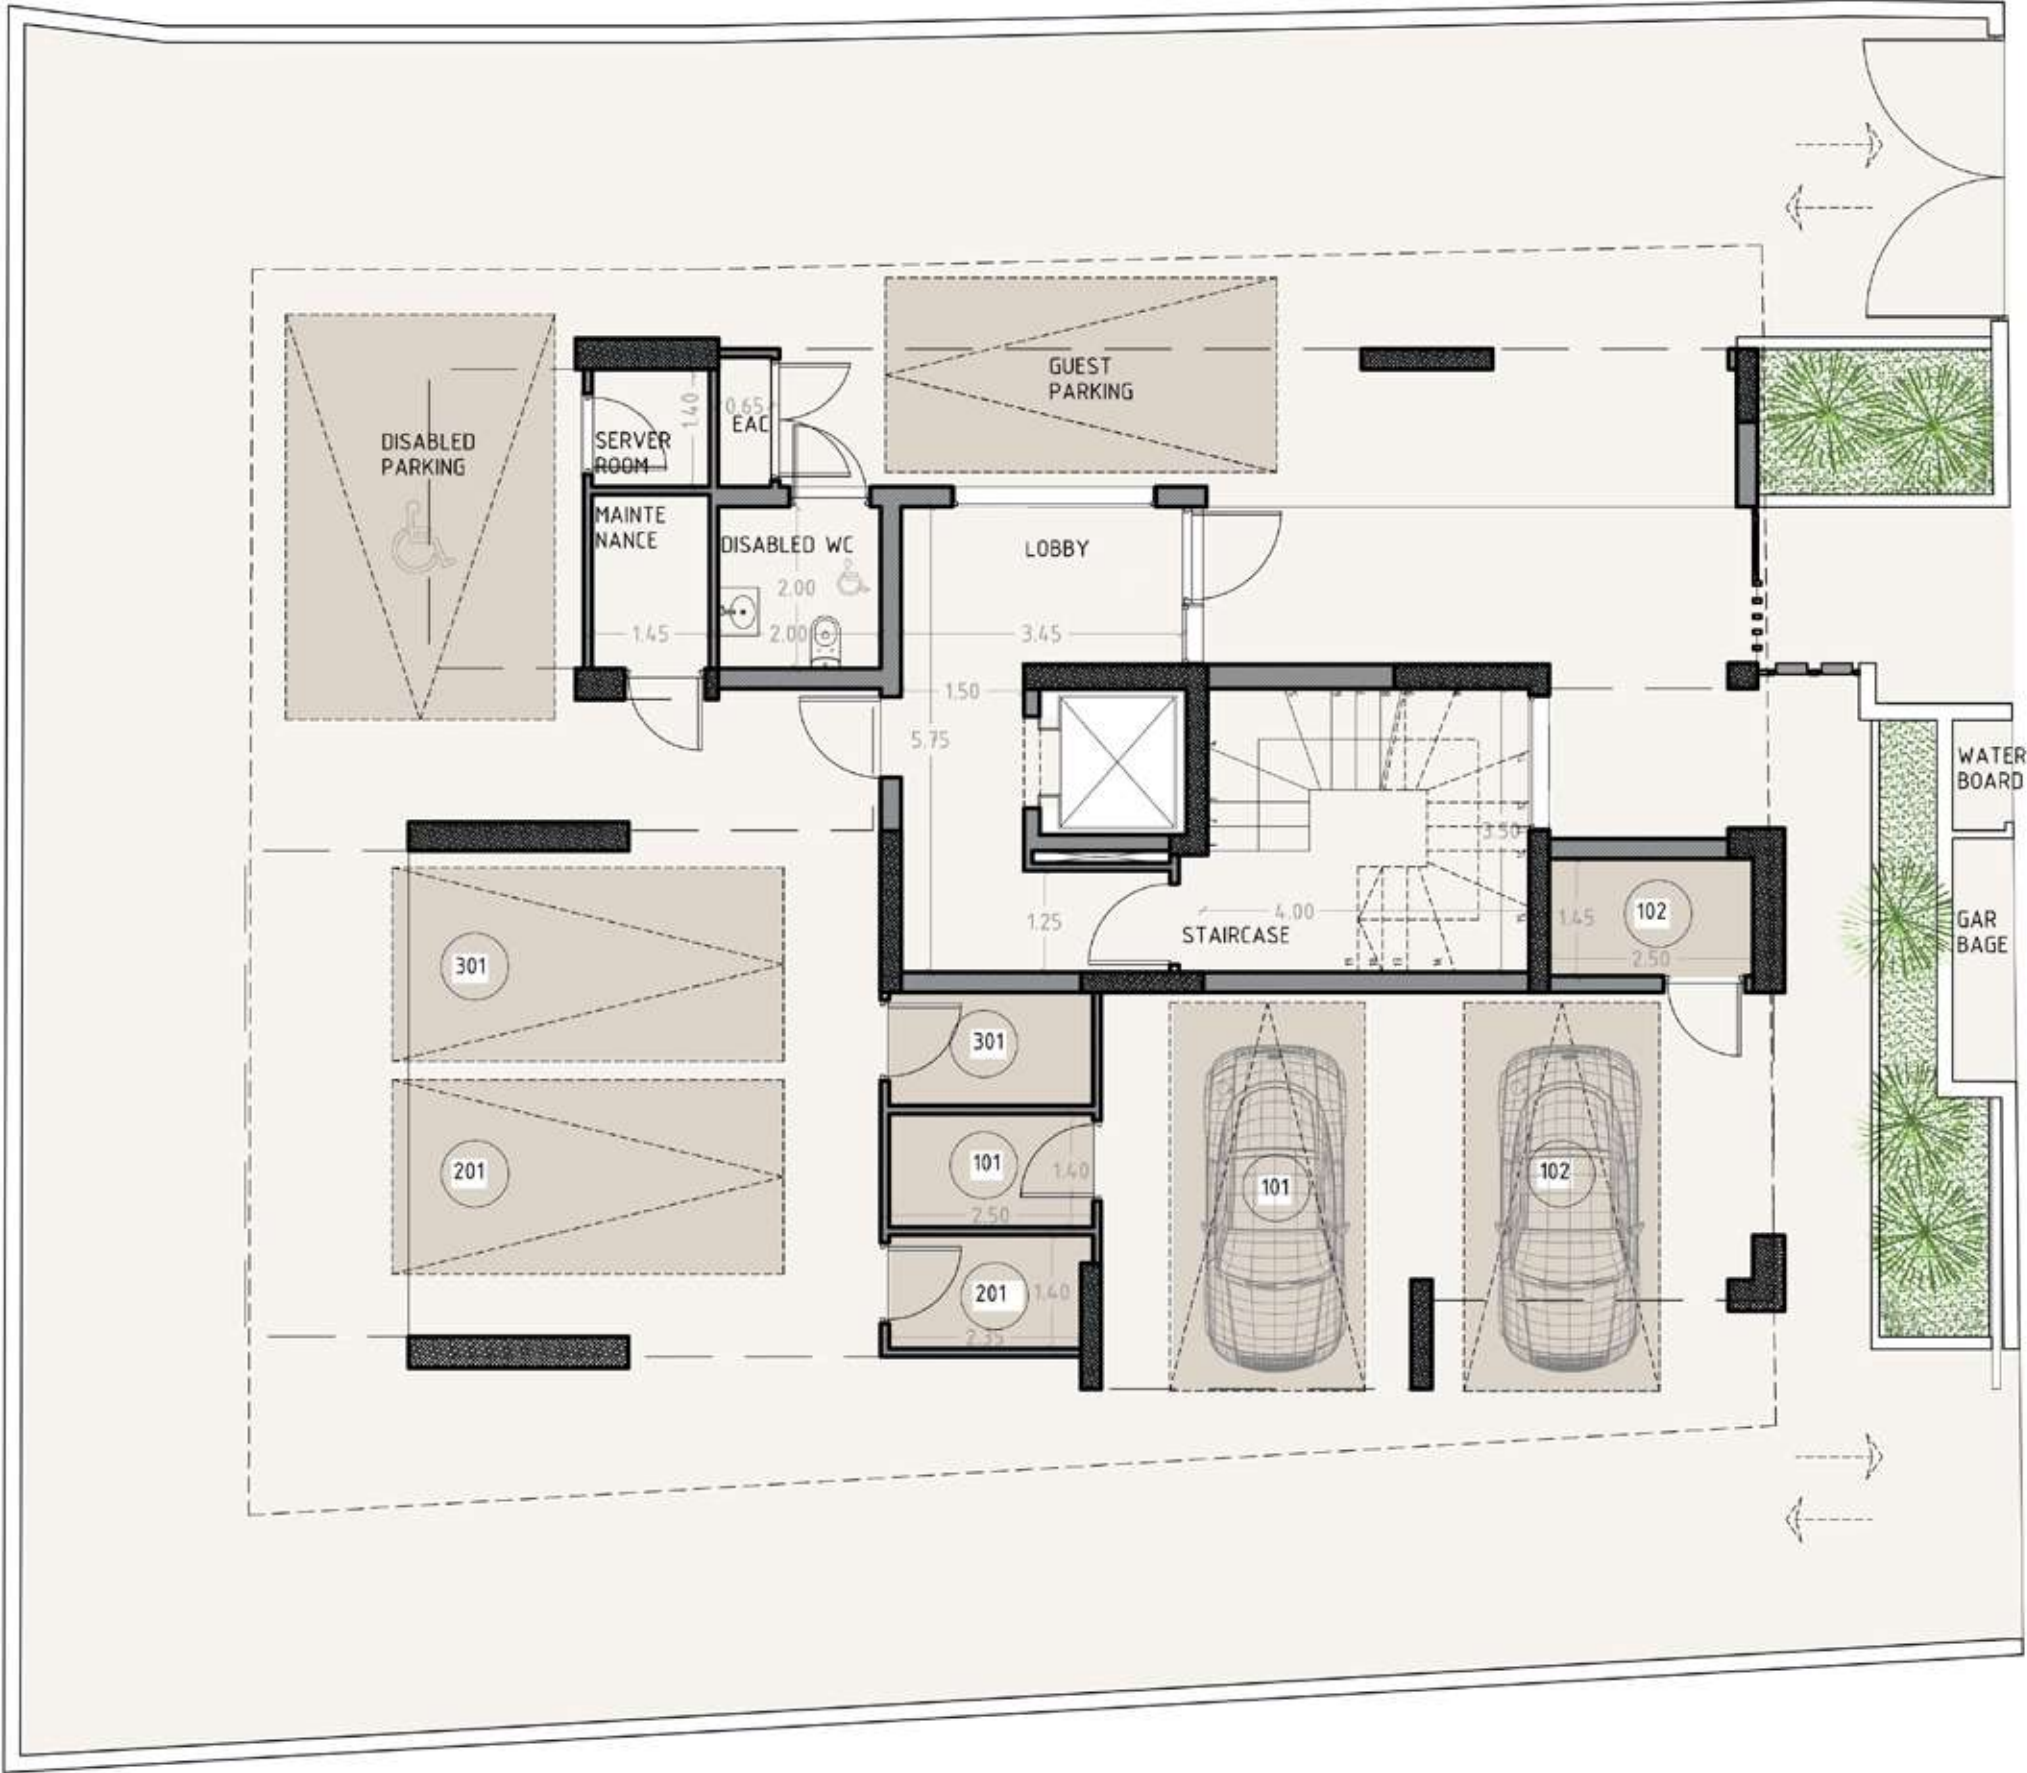 GUEST
PARKING
DISABLED
PARKING
SERVER
ROOM
1.40
0.65
EAC
MAINTE
NANCE
DISABLED WC
LOBBY
2.00
1.45
2.00
3.45
1.50
5.75
WATER
BOARD
3.50
1.25
4.00
STAIRCASE
1.45
102
2.50
GAR
BAGE
301
301
201
101
1.40
2.50
101
102
201
1.40
2.35